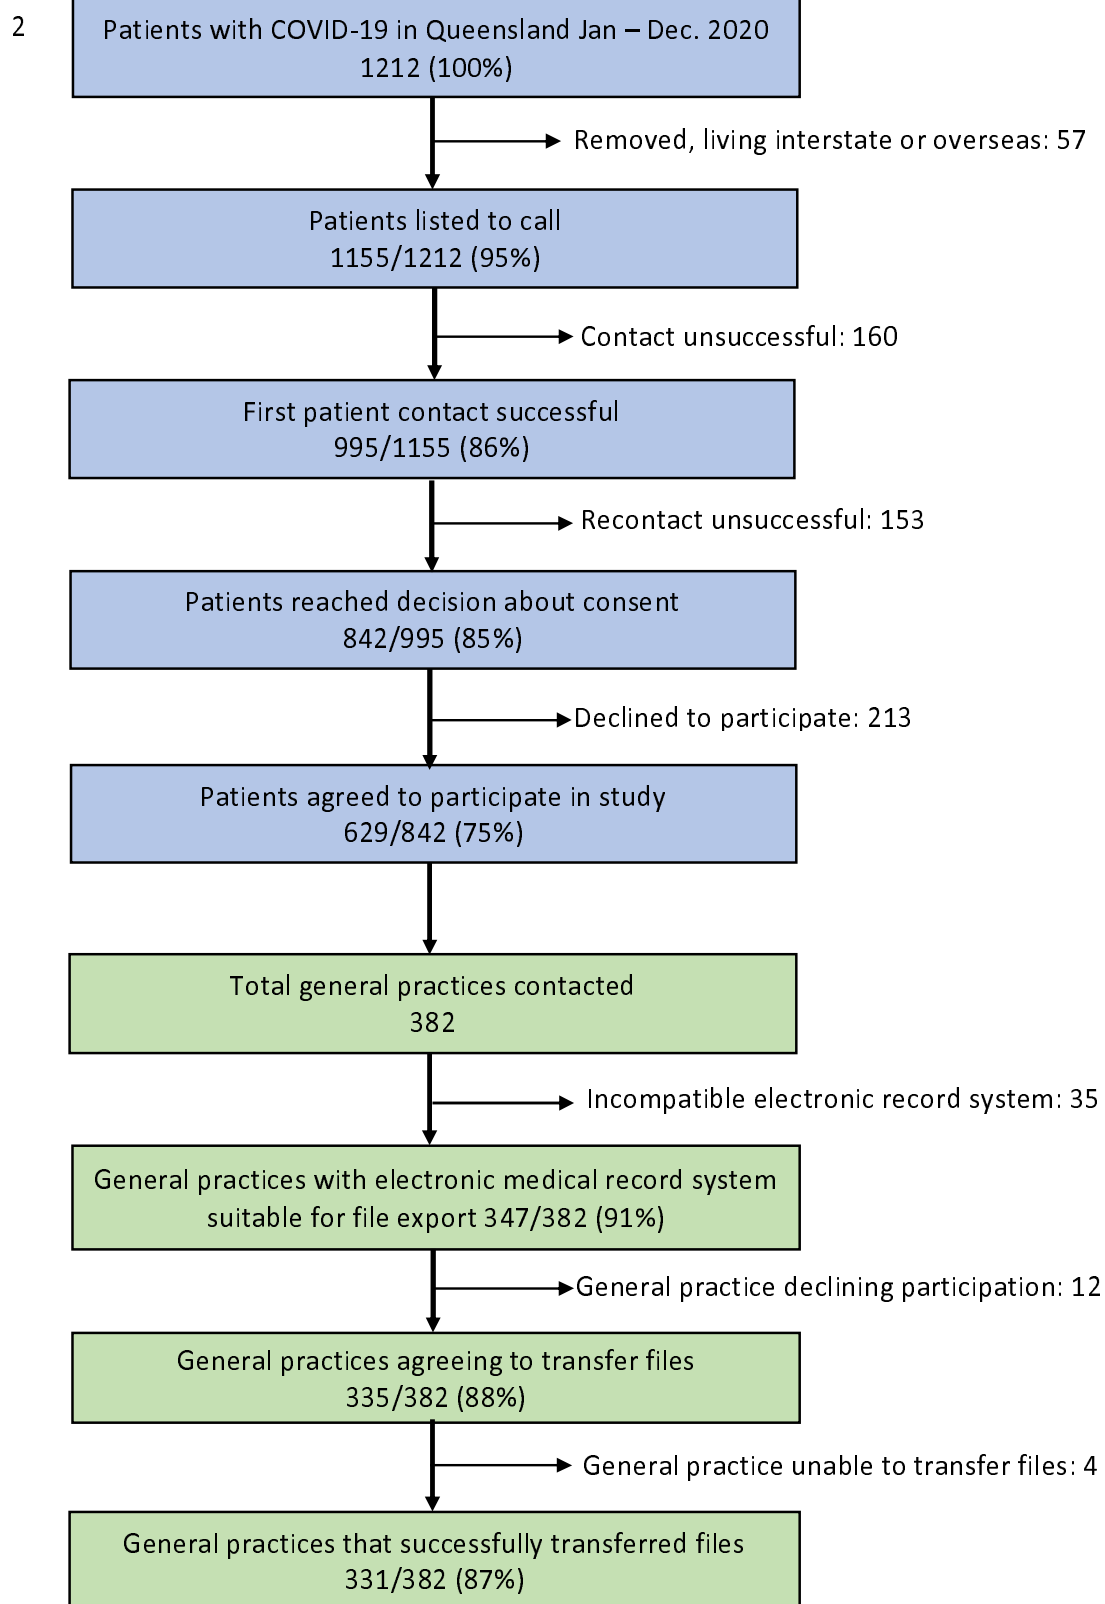 2
Patients with COVID-19 in Queensland Jan – Dec. 2020
1212 (100%)
Removed, living interstate or overseas: 57
Patients listed to call
1155/1212 (95%)
Contact unsuccessful: 160
First patient contact successful
995/1155 (86%)
Recontact unsuccessful: 153
Patients reached decision about consent
842/995 (85%)
Declined to participate: 213
Patients agreed to participate in study
629/842 (75%)
Total general practices contacted
382
Incompatible electronic record system: 35
General practices with electronic medical record system
suitable for file export 347/382 (91%)
General practice declining participation: 12
General practices agreeing to transfer files
335/382 (88%)
General practice unable to transfer files: 4
General practices that successfully transferred files
331/382 (87%)